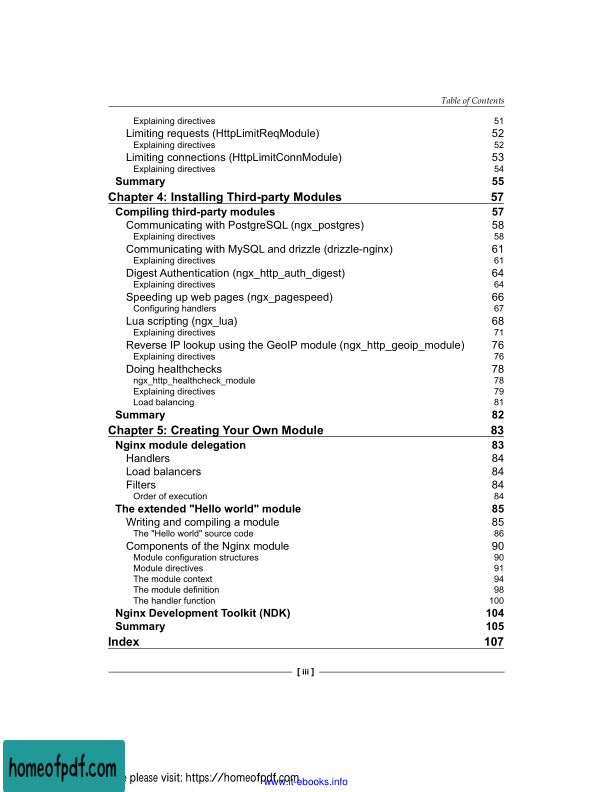 Table of Contents
Explaining directives 51
Limiting requests (HttpLimitReqModule) 52
Explaining directives 52
Limiting connections (HttpLimitConnModule) 53
Explaining directives 54
Summary 55
Chapter 4: Installing Third-party Modules 57
Compiling third-party modules 57
Communicating with PostgreSQL (ngx_postgres) 58
Explaining directives 58
Communicating with MySQL and drizzle (drizzle-nginx) 61
Explaining directives 61
Digest Authentication (ngx_http_auth_digest) 64
Explaining directives 64
Speeding up web pages (ngx_pagespeed) 66
Configuring handlers 67
Lua scripting (ngx_lua) 68
Explaining directives 71
Reverse IP lookup using the GeoIP module (ngx_http_geoip_module) 76
Explaining directives 76
Doing healthchecks 78
ngx_http_healthcheck_module 78
Explaining directives 79
Load balancing 81
Summary 82
Chapter 5: Creating Your Own Module 83
Nginx module delegation 83
Handlers 84
Load balancers 84
Filters 84
Order of execution 84
The extended "Hello world" module 85
Writing and compiling a module 85
The "Hello world" source code 86
Components of the Nginx module 90
Module configuration structures 90
Module directives 91
The module context 94
The module definition 98
The handler function 100
Nginx Development Toolkit (NDK) 104
Summary 105
Index 107
[ iii ]
homeofpdf.com
please visit: https://homeofpdf.com
www.it-ebooks.info